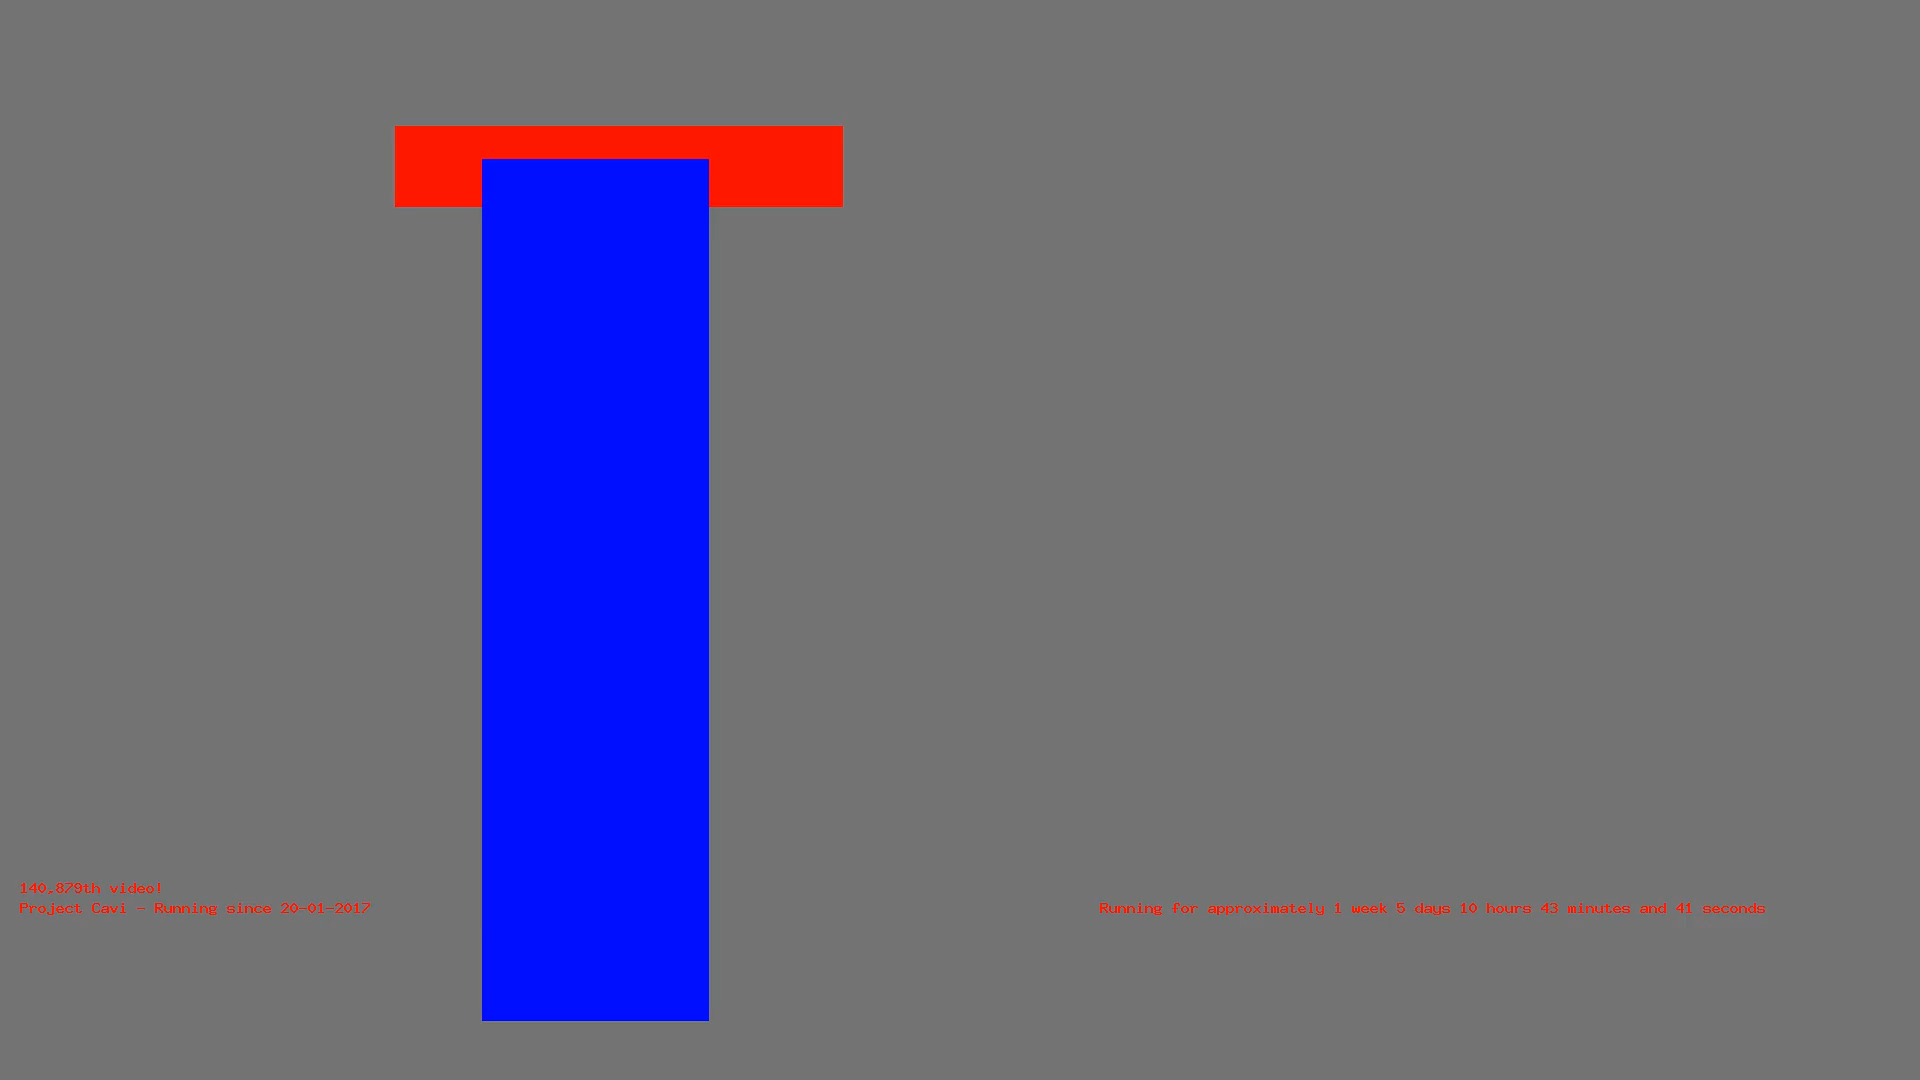 140.879th video!
Project Cavi - Running since 20-01-2017
Running for approximately 1 week 5 days 10 hours 43 minutes and 41 seconds